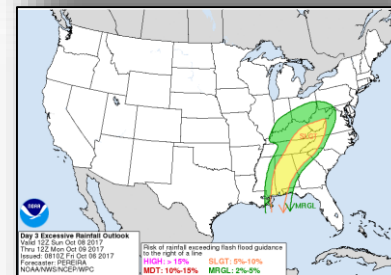 SLGT
MRGL
NOAA
Day 3 Excessive Rainfall Outlook
Valid 12Z Sun Oct 08 2017
Thru 12Z Mon Oct 09 2017
Issued: 0810Z Fri Oct 06 2017
Forecaster: PEREIRA
NOAA/NWS/NCEP/WPC
Risk of rainfall exceeding flash flood guidance
to the right of a line
HIGH: > 15% SLGT: 5%-10%
MDT: 10%-15% MRGL: 2%-5%